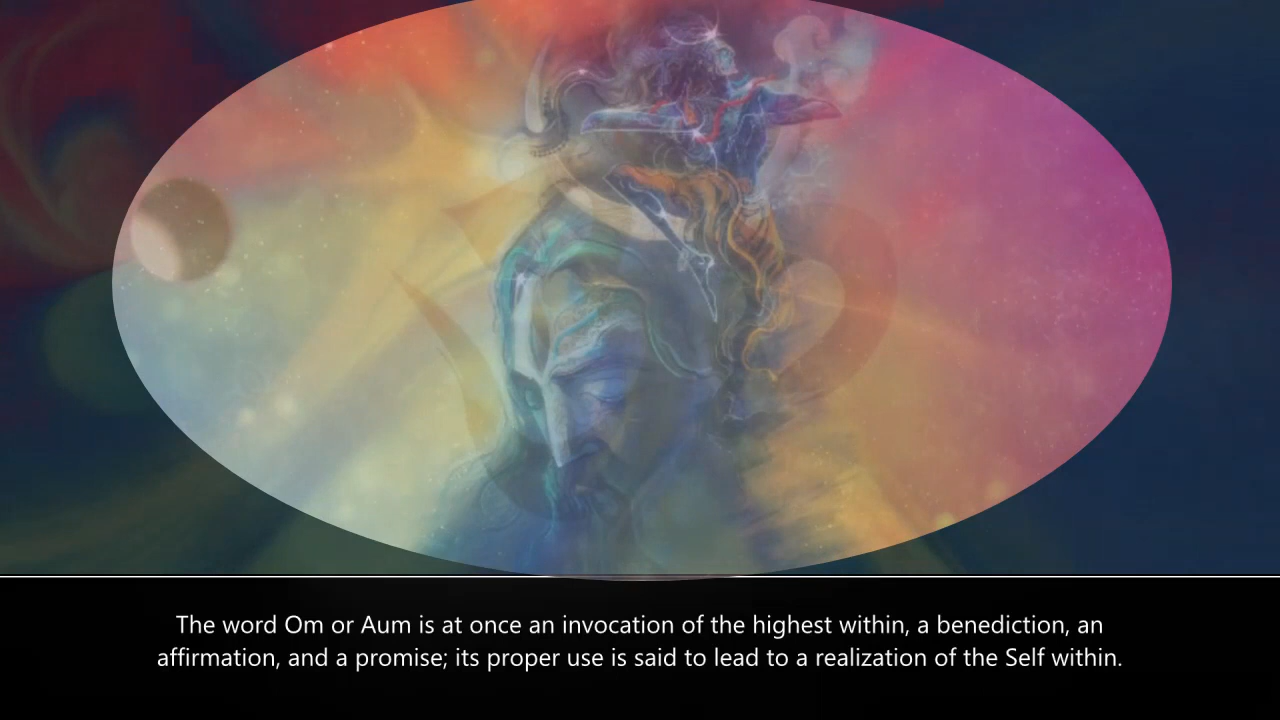 The word Om or Aum is at once an invocation of the highest within, a benediction, an
affirmation, and a promise; its proper use is said to lead to a realization of the Self within.